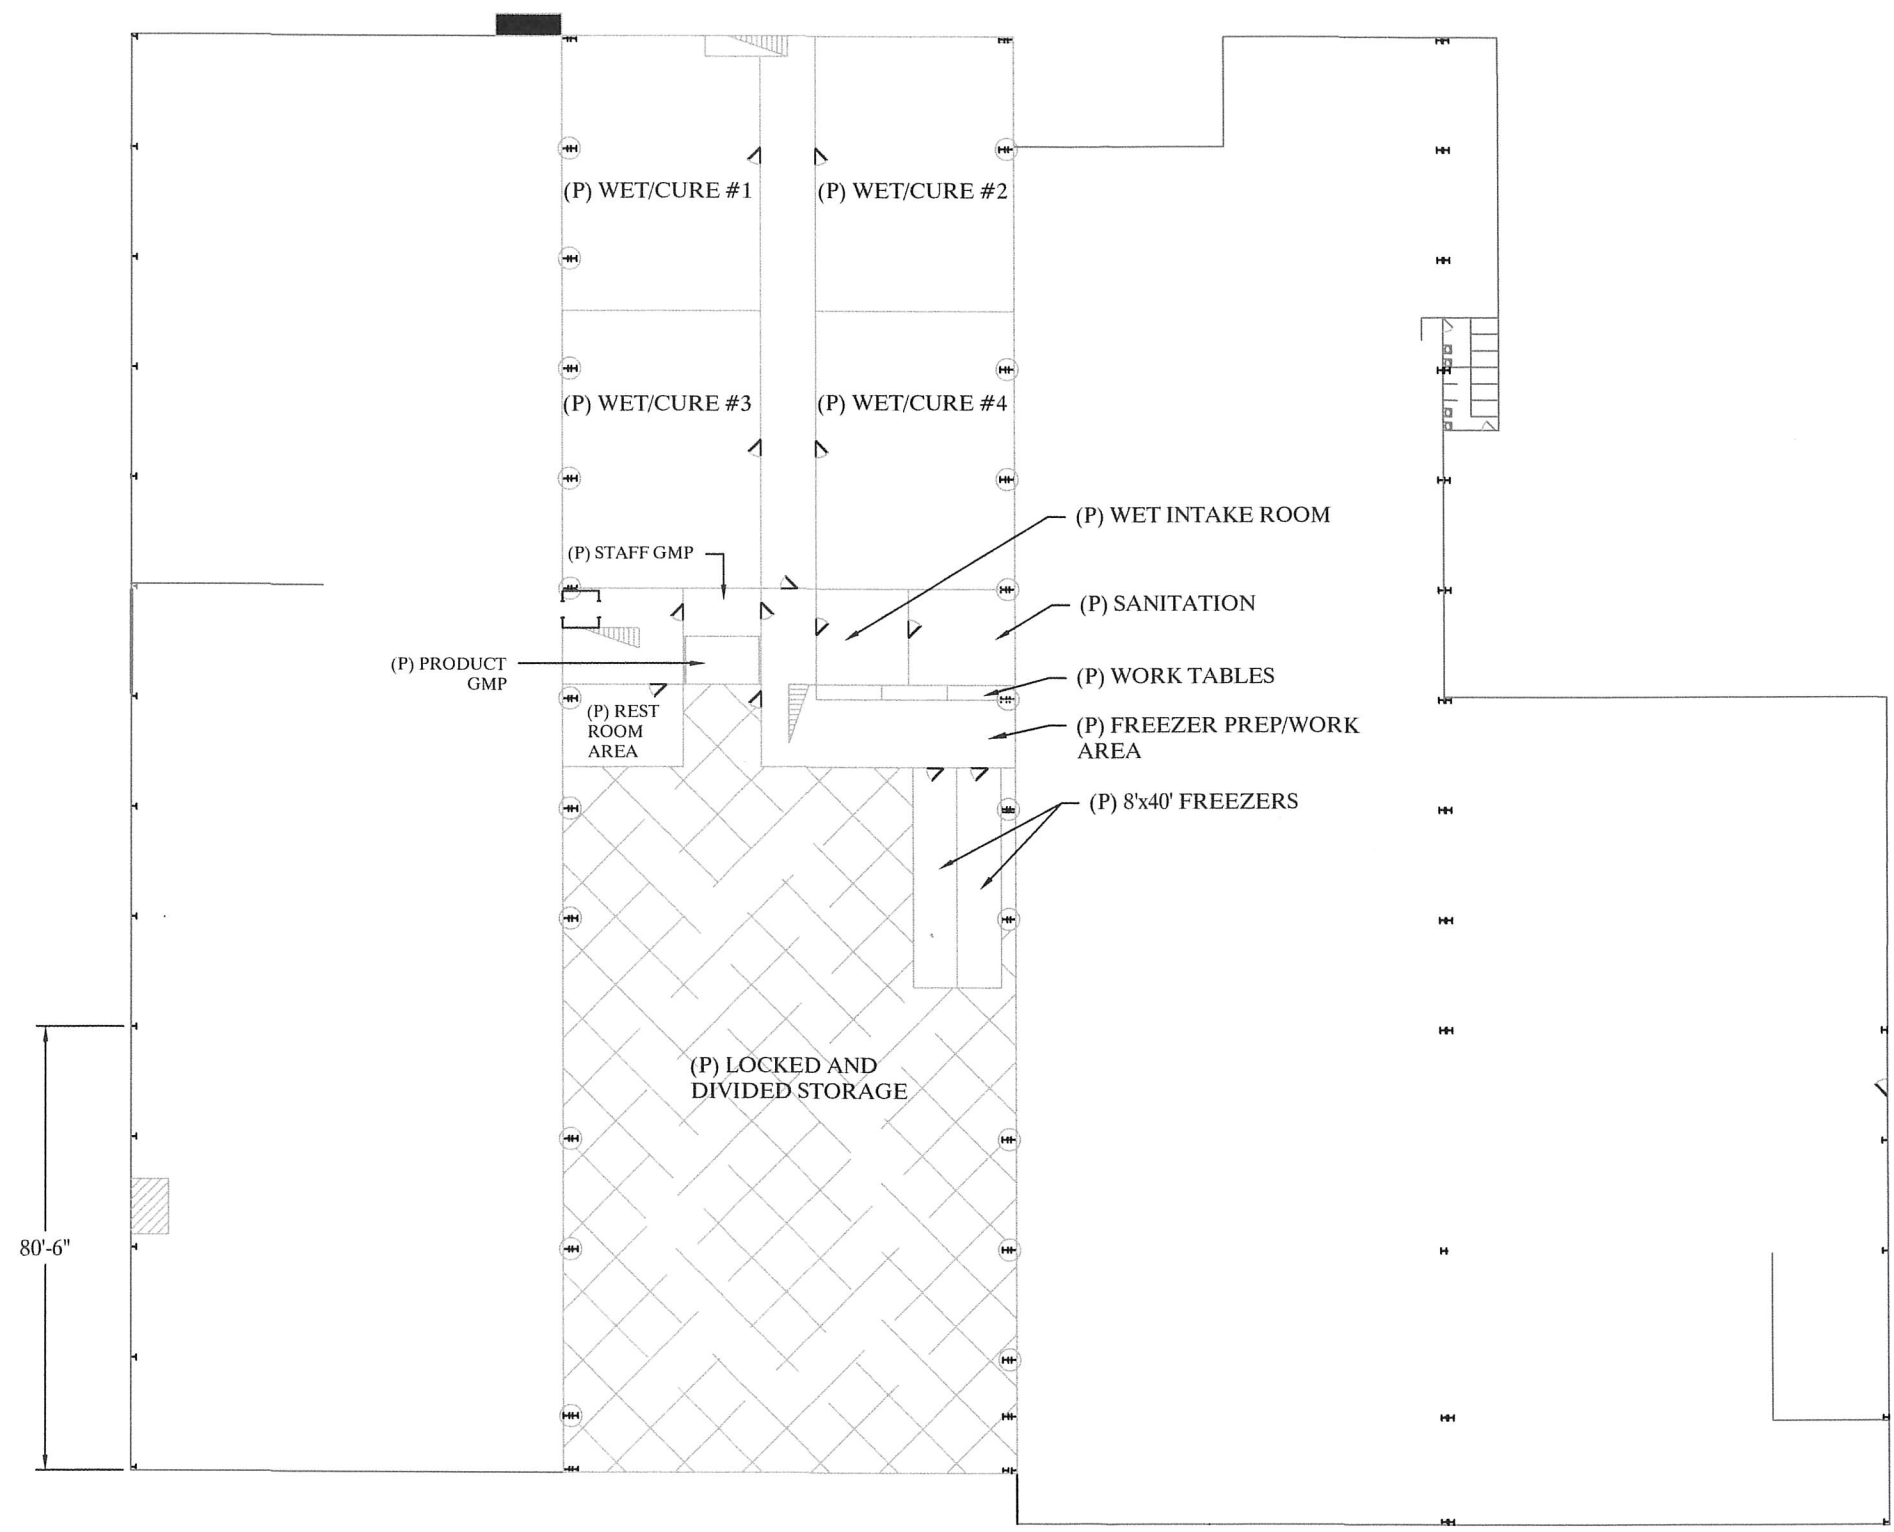 (P) WET/CURE #1
(P) WET/CURE #2
(P) WET/CURE #3
(P) WET/CURE #4
(P) WET INTAKE ROOM
(P) STAFF GMP
(P) SANITATION
(P) PRODUCT
GMP
(P) WORK TABLES
(P) REST
ROOM
AREA
(P) FREEZER PREP/WORK
AREA
(P) 8'x40' FREEZERS
(P) LOCKED AND
DIVIDED STORAGE
80'-6"